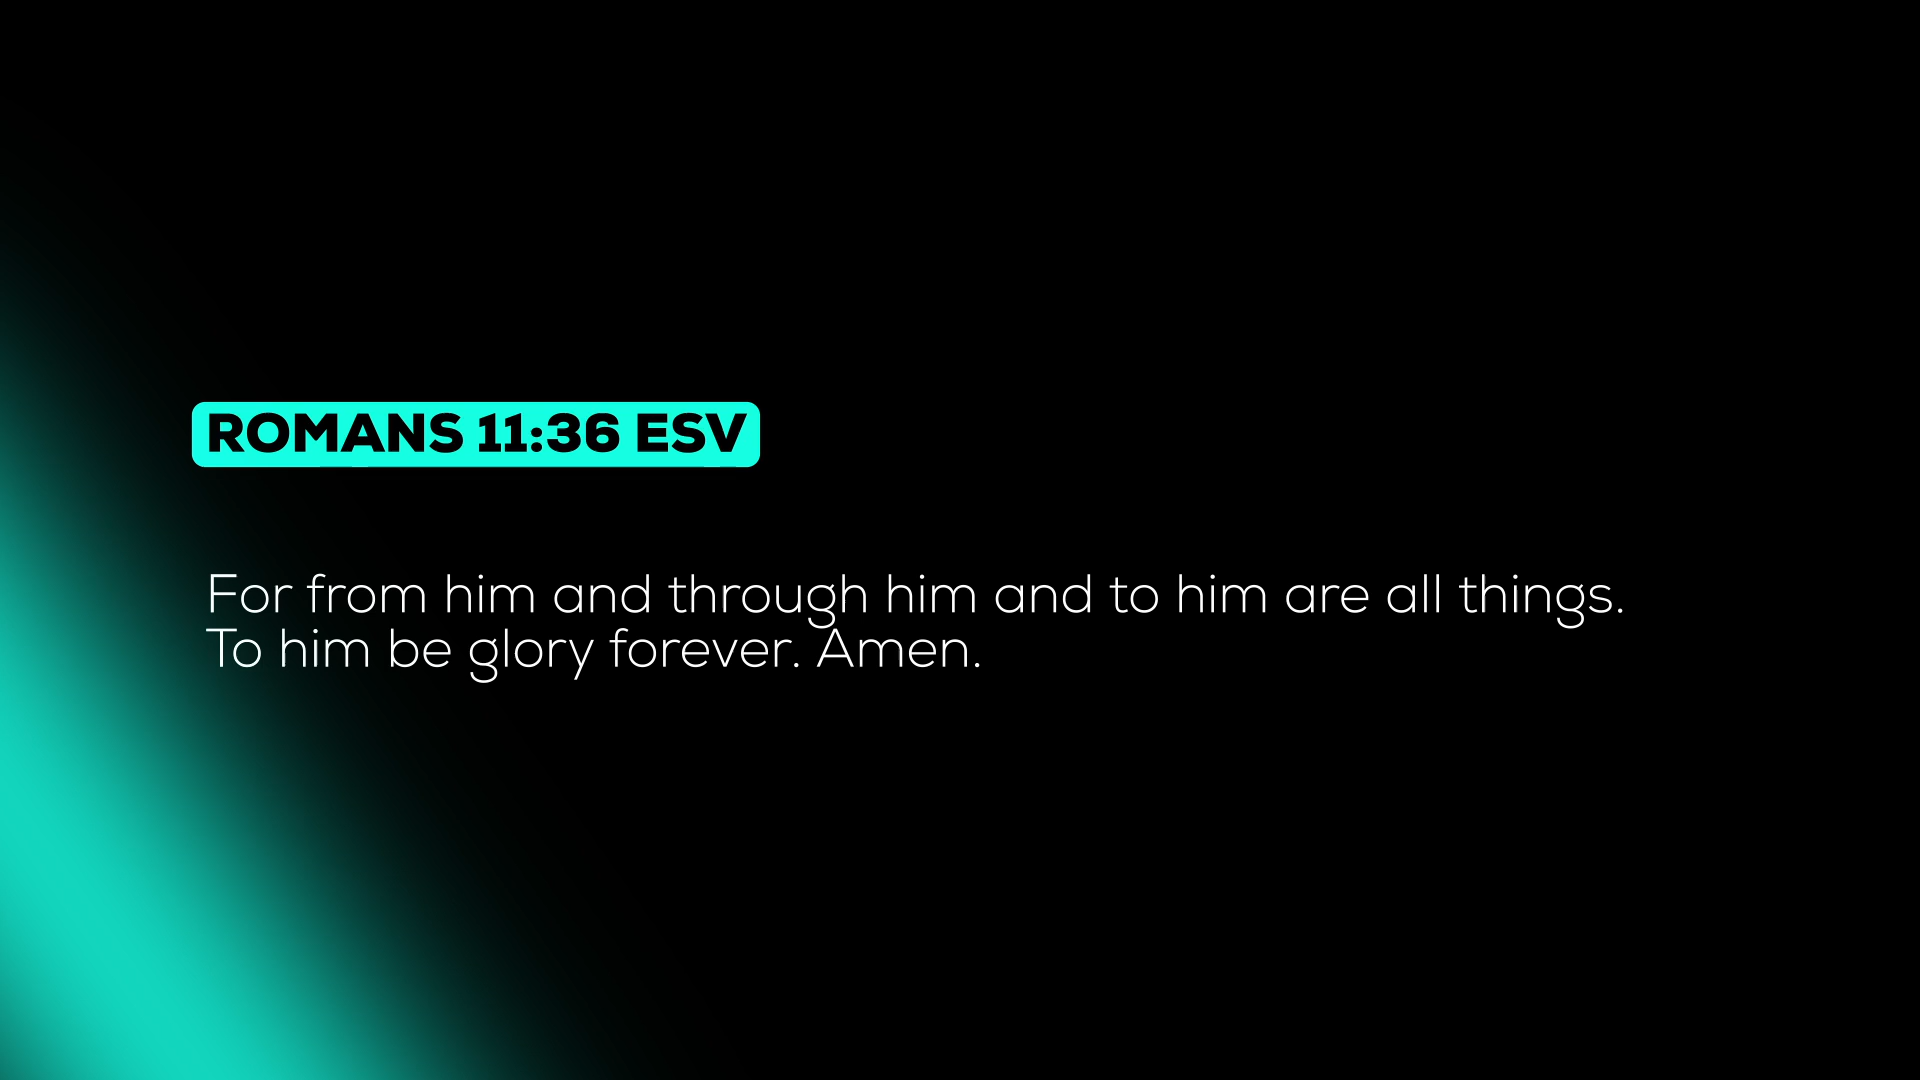 ROMANS 11:36 ESV
For from him and through him and to him are all things.
To him be glory forever. Amen.